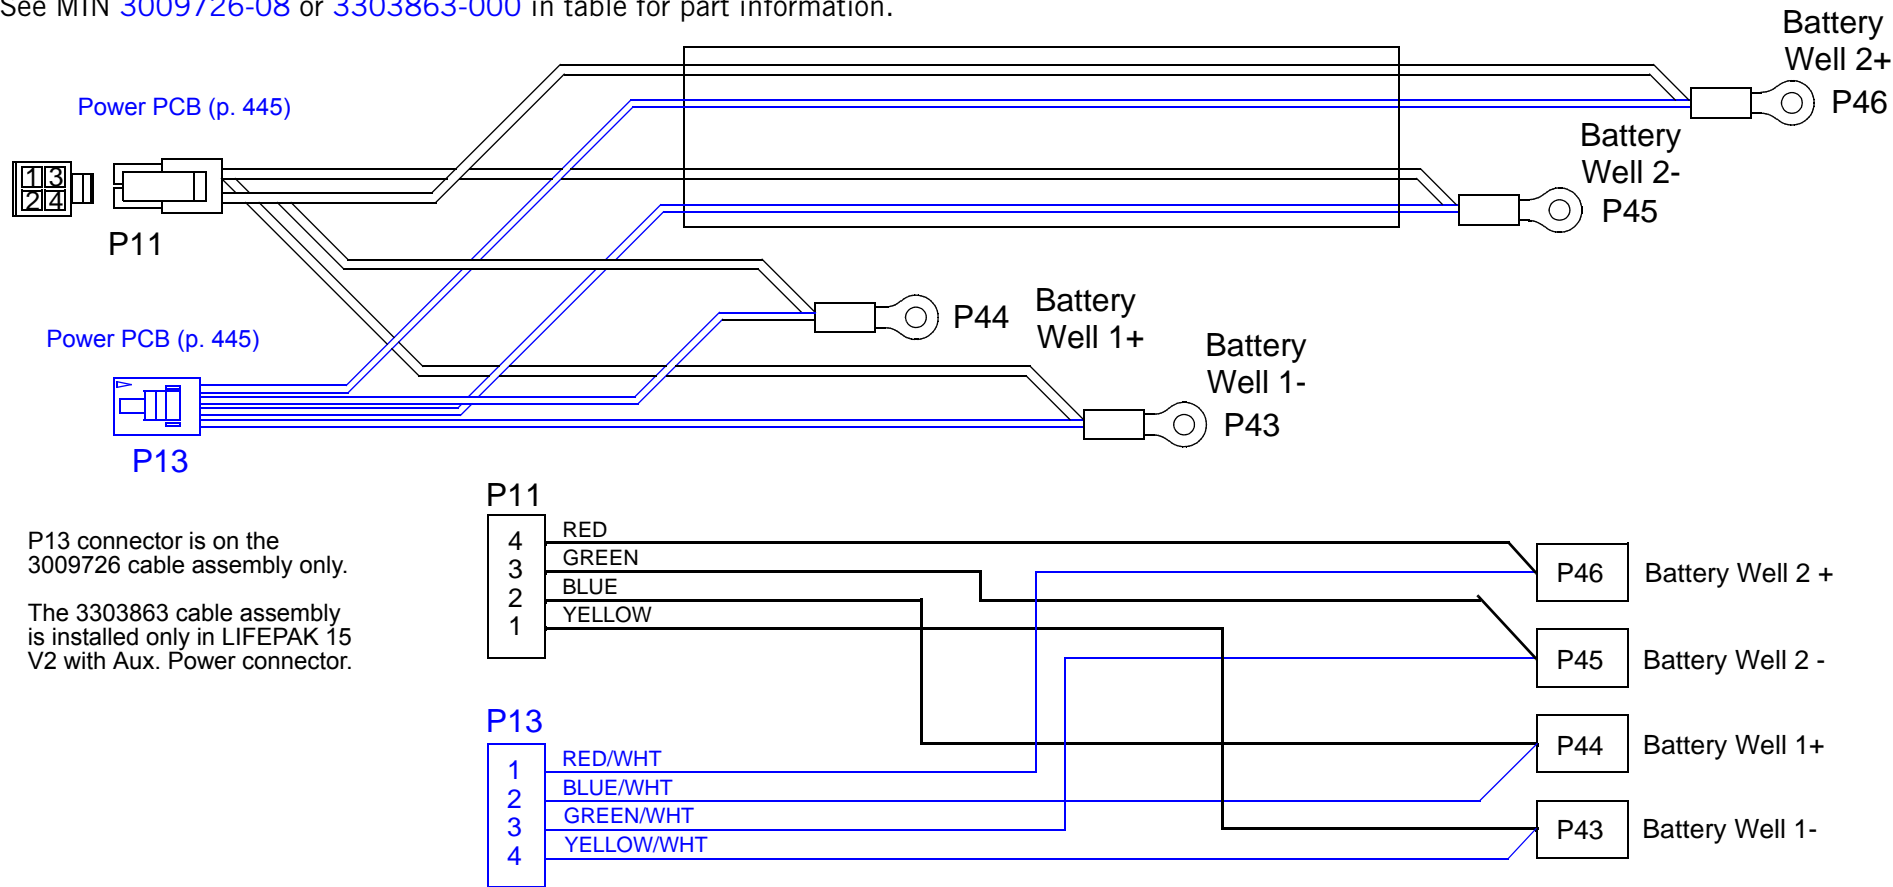 See MIN 3009726-08 or 3303863-000 in table for part information.
Battery
Well 2+
P46
Power PCB (p. 445)
Battery
Well 2-
P45
1 3
2 4
P11
Battery
Well 1+
P44
Power PCB (p. 445)
Battery
Well 1-
P43
P13
P13 connector is on the
3009726 cable assembly only.
The 3303863 cable assembly
is installed only in LIFEPAK 15
V2 with Aux. Power connector.
P11
4 RED
3 GREEN
2 BLUE
1 YELLOW
P13
1 RED/WHT
2 BLUE/WHT
3 GREEN/WHT
4 YELLOW/WHT
P46 Battery Well 2 +
P45 Battery Well 2 -
P44 Battery Well 1+
P43 Battery Well 1-